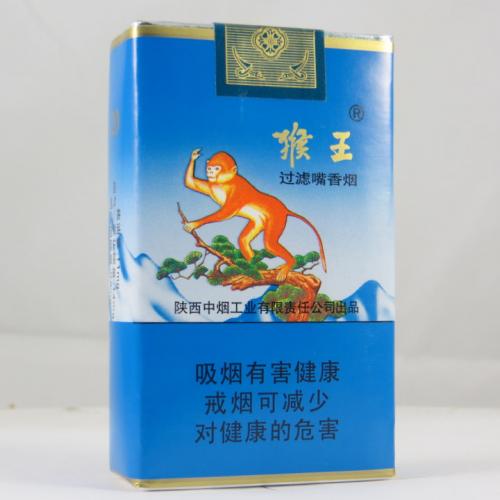 猴王®
过滤嘴香烟
陕西中烟工业有限责任公司出品
吸烟有害健康
戒烟可减少
对健康的危害